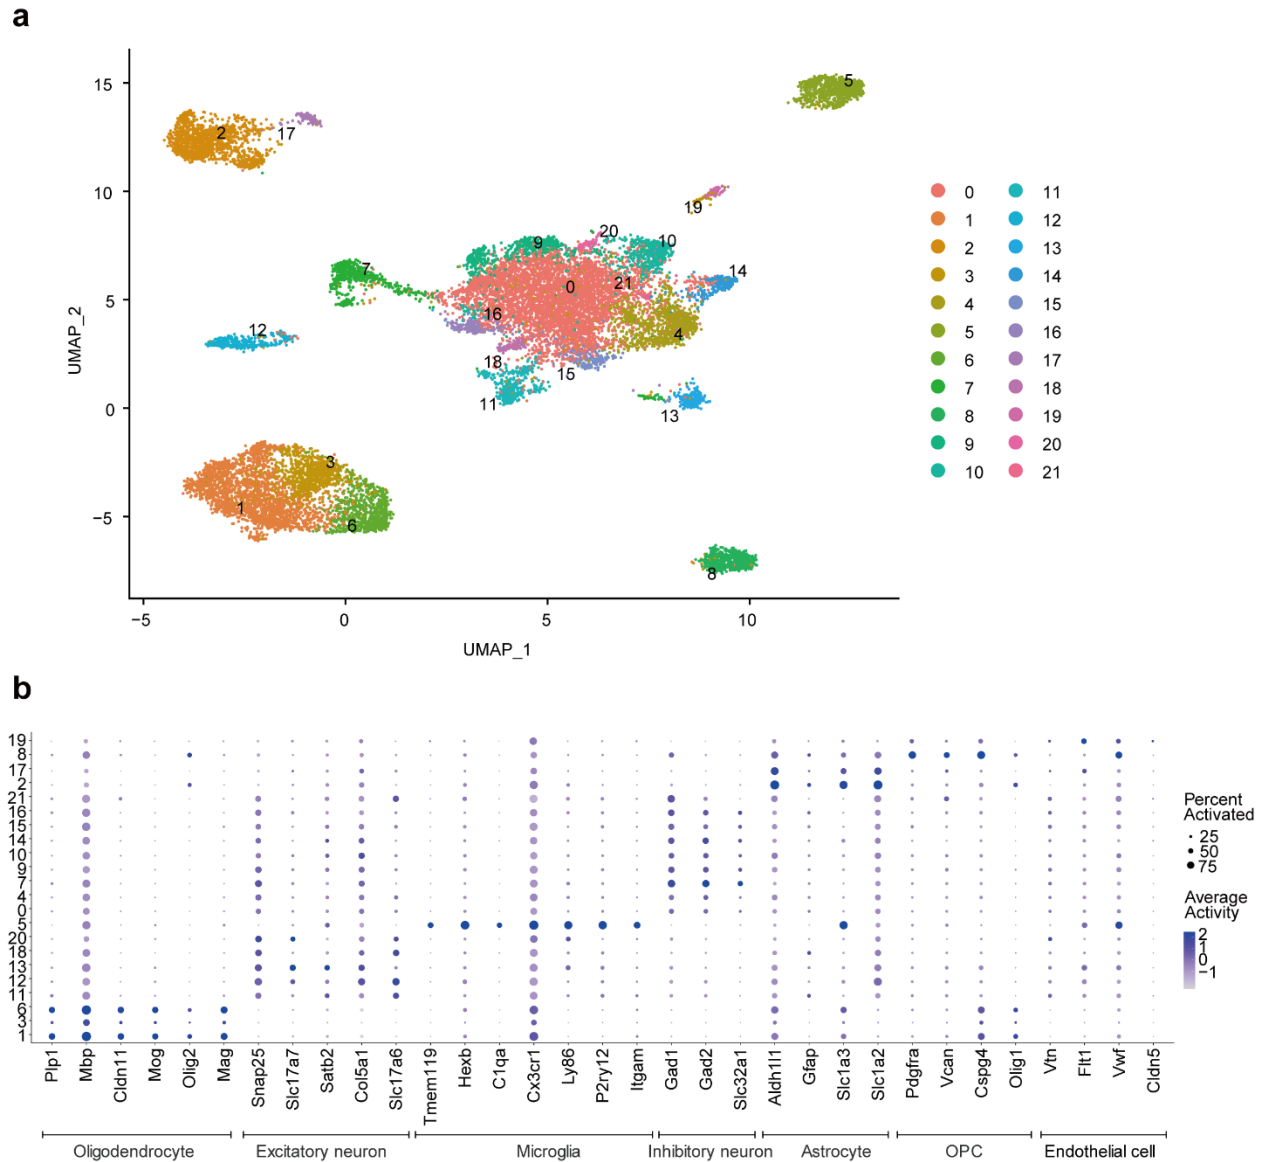 a
15
10
5
0
−5
UMAP_2
2
17
5
19
9
20
10
14
7
0
21
16
4
12
18
15
11
13
3
1
6
8
−5
0
5
10
UMAP_1
0 11
1 12
2 13
3 14
4 15
5 16
6 17
7 18
8 19
9 20
10 21
b
19
8
17
2
21
16
15
14
10
9
7
4
0
5
20
18
13
12
11
6
3
1
Plp1
Mbp
Cldn11
Mog
Olig2
Mag
Snap25
Slc17a7
Satb2
Col5a1
Slc17a6
Tmem119
Hexb
C1qa
Cx3cr1
Ly86
P2ry12
Itgam
Gad1
Gad2
Slc32a1
Aldh1l1
Gfap
Slc1a3
Slc1a2
Pdgfra
Vcan
Cspg4
Olig1
Vtn
Flt1
Vwf
Cldn5
Oligodendrocyte Excitatory neuron Microglia Inhibitory neuron Astrocyte OPC Endothelial cell
Percent
Activated
25
50
75
Average
Activity
2
1
0
−1